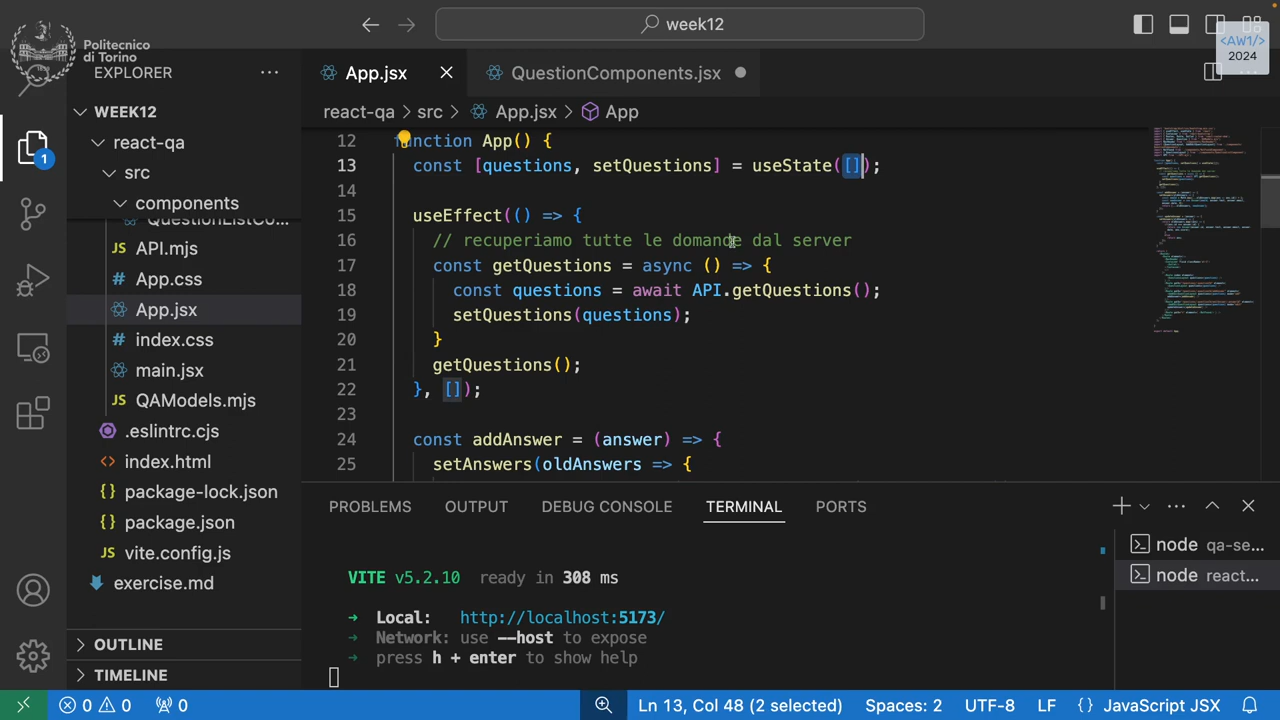 week12
Politecnico
di Torino
<AW1/>
2024
EXPLORER
App.jsx
QuestionComponents.jsx
react-qa > src > App.jsx > App
WEEK12
react-qa
src
components
QuestionListCo...
API.mjs
App.css
App.jsx
index.css
main.jsx
QAModels.mjs
.eslintrc.cjs
index.html
package-lock.json
package.json
vite.config.js
exercise.md
OUTLINE
TIMELINE
1
12 function App() {
13 const [questions, setQuestions] = useState([]);
14
15 useEffect(() => {
16 // recuperiamo tutte le domande dal server
17 const getQuestions = async () => {
18 const questions = await API.getQuestions();
19 setQuestions(questions);
20 }
21 getQuestions();
22 }, []);
23
24 const addAnswer = (answer) => {
25 setAnswers(oldAnswers => {
PROBLEMS OUTPUT DEBUG CONSOLE TERMINAL PORTS
VITE v5.2.10 ready in 308 ms
➜ Local: http://localhost:5173/
➜ Network: use --host to expose
➜ press h + enter to show help
node qa-se...
node react...
0 0 0
Ln 13, Col 48 (2 selected) Spaces: 2 UTF-8 LF {} JavaScript JSX